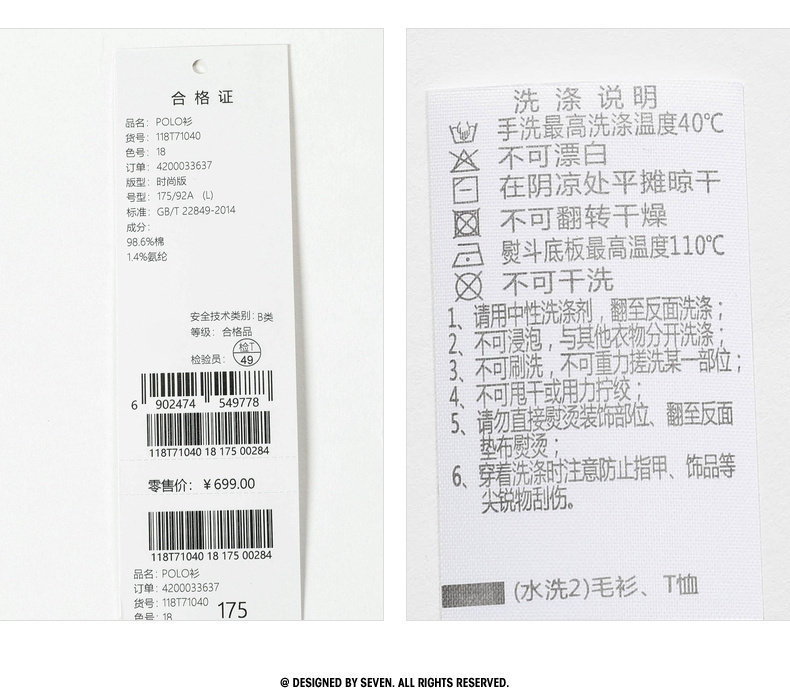 合格证
品名: POLO衫
货号: 118T71040
色号: 18
订单: 4200033637
版型: 时尚版
号型: 175/92A (L)
标准: GB/T 22849-2014
成分:
98.6%棉
1.4%氨纶
安全技术类别: B类
等级: 合格品
检验员: 检T 49
6 902474 549778
118T71040 18 175 00284
零售价: ￥699.00
118T71040 18 175 00284
品名: POLO衫
订单: 4200033637
货号: 118T71040
175
色号: 18
洗涤说明
手洗最高洗涤温度40℃
不可漂白
在阴凉处平摊晾干
不可翻转干燥
熨斗底板最高温度110℃
不可干洗
1、请用中性洗涤剂，翻至反面洗涤；
2、不可浸泡，与其他衣物分开洗涤；
3、不可刷洗，不可重力搓洗某一部位；
4、不可甩干或用力拧绞；
5、请勿直接熨烫装饰部位、翻至反面
垫布熨烫；
6、穿着洗涤时注意防止指甲、饰品等
尖锐物刮伤。
(水洗2)毛衫、T恤
@ DESIGNED BY SEVEN. ALL RIGHTS RESERVED.